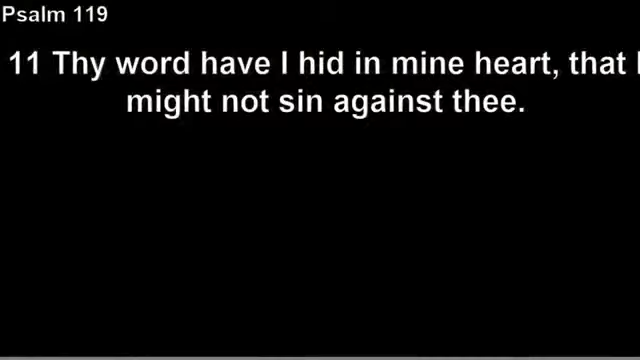 Psalm 119
11 Thy word have I hid in mine heart, that I
might not sin against thee.